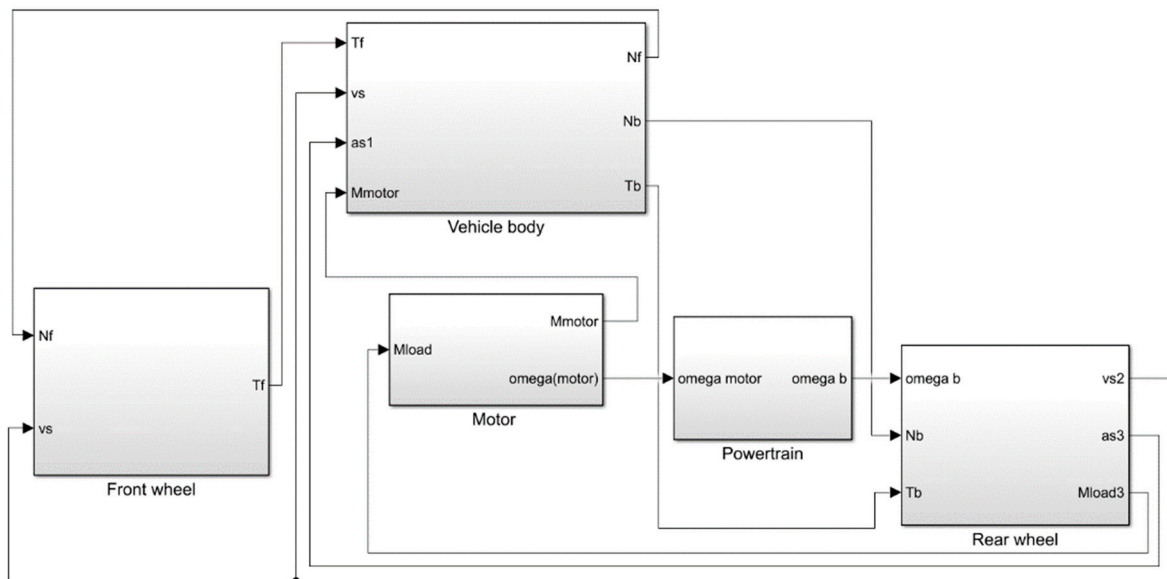 Tf
vs
as1
Mmotor
Nf
Nb
Tb
Vehicle body
Nf
vs
Tf
Front wheel
Mload
Mmotor
omega(motor)
Motor
omega motor
omega b
Powertrain
omega b
Nb
Tb
vs2
as3
Mload3
Rear wheel